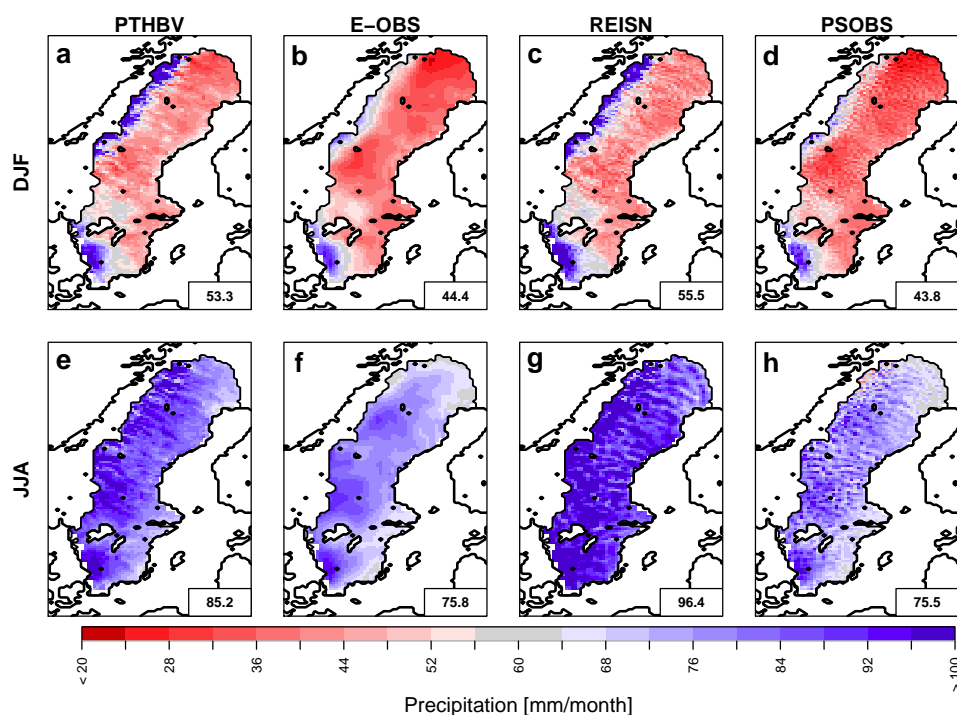 PTHBV E−OBS REISN PSOBS
DJF
a b c d
53.3 44.4 55.5 43.8
JJA
e f g h
85.2 75.8 96.4 75.5
< 20 28 36 44 52 60 68 76 84 92 > 100
Precipitation [mm/month]